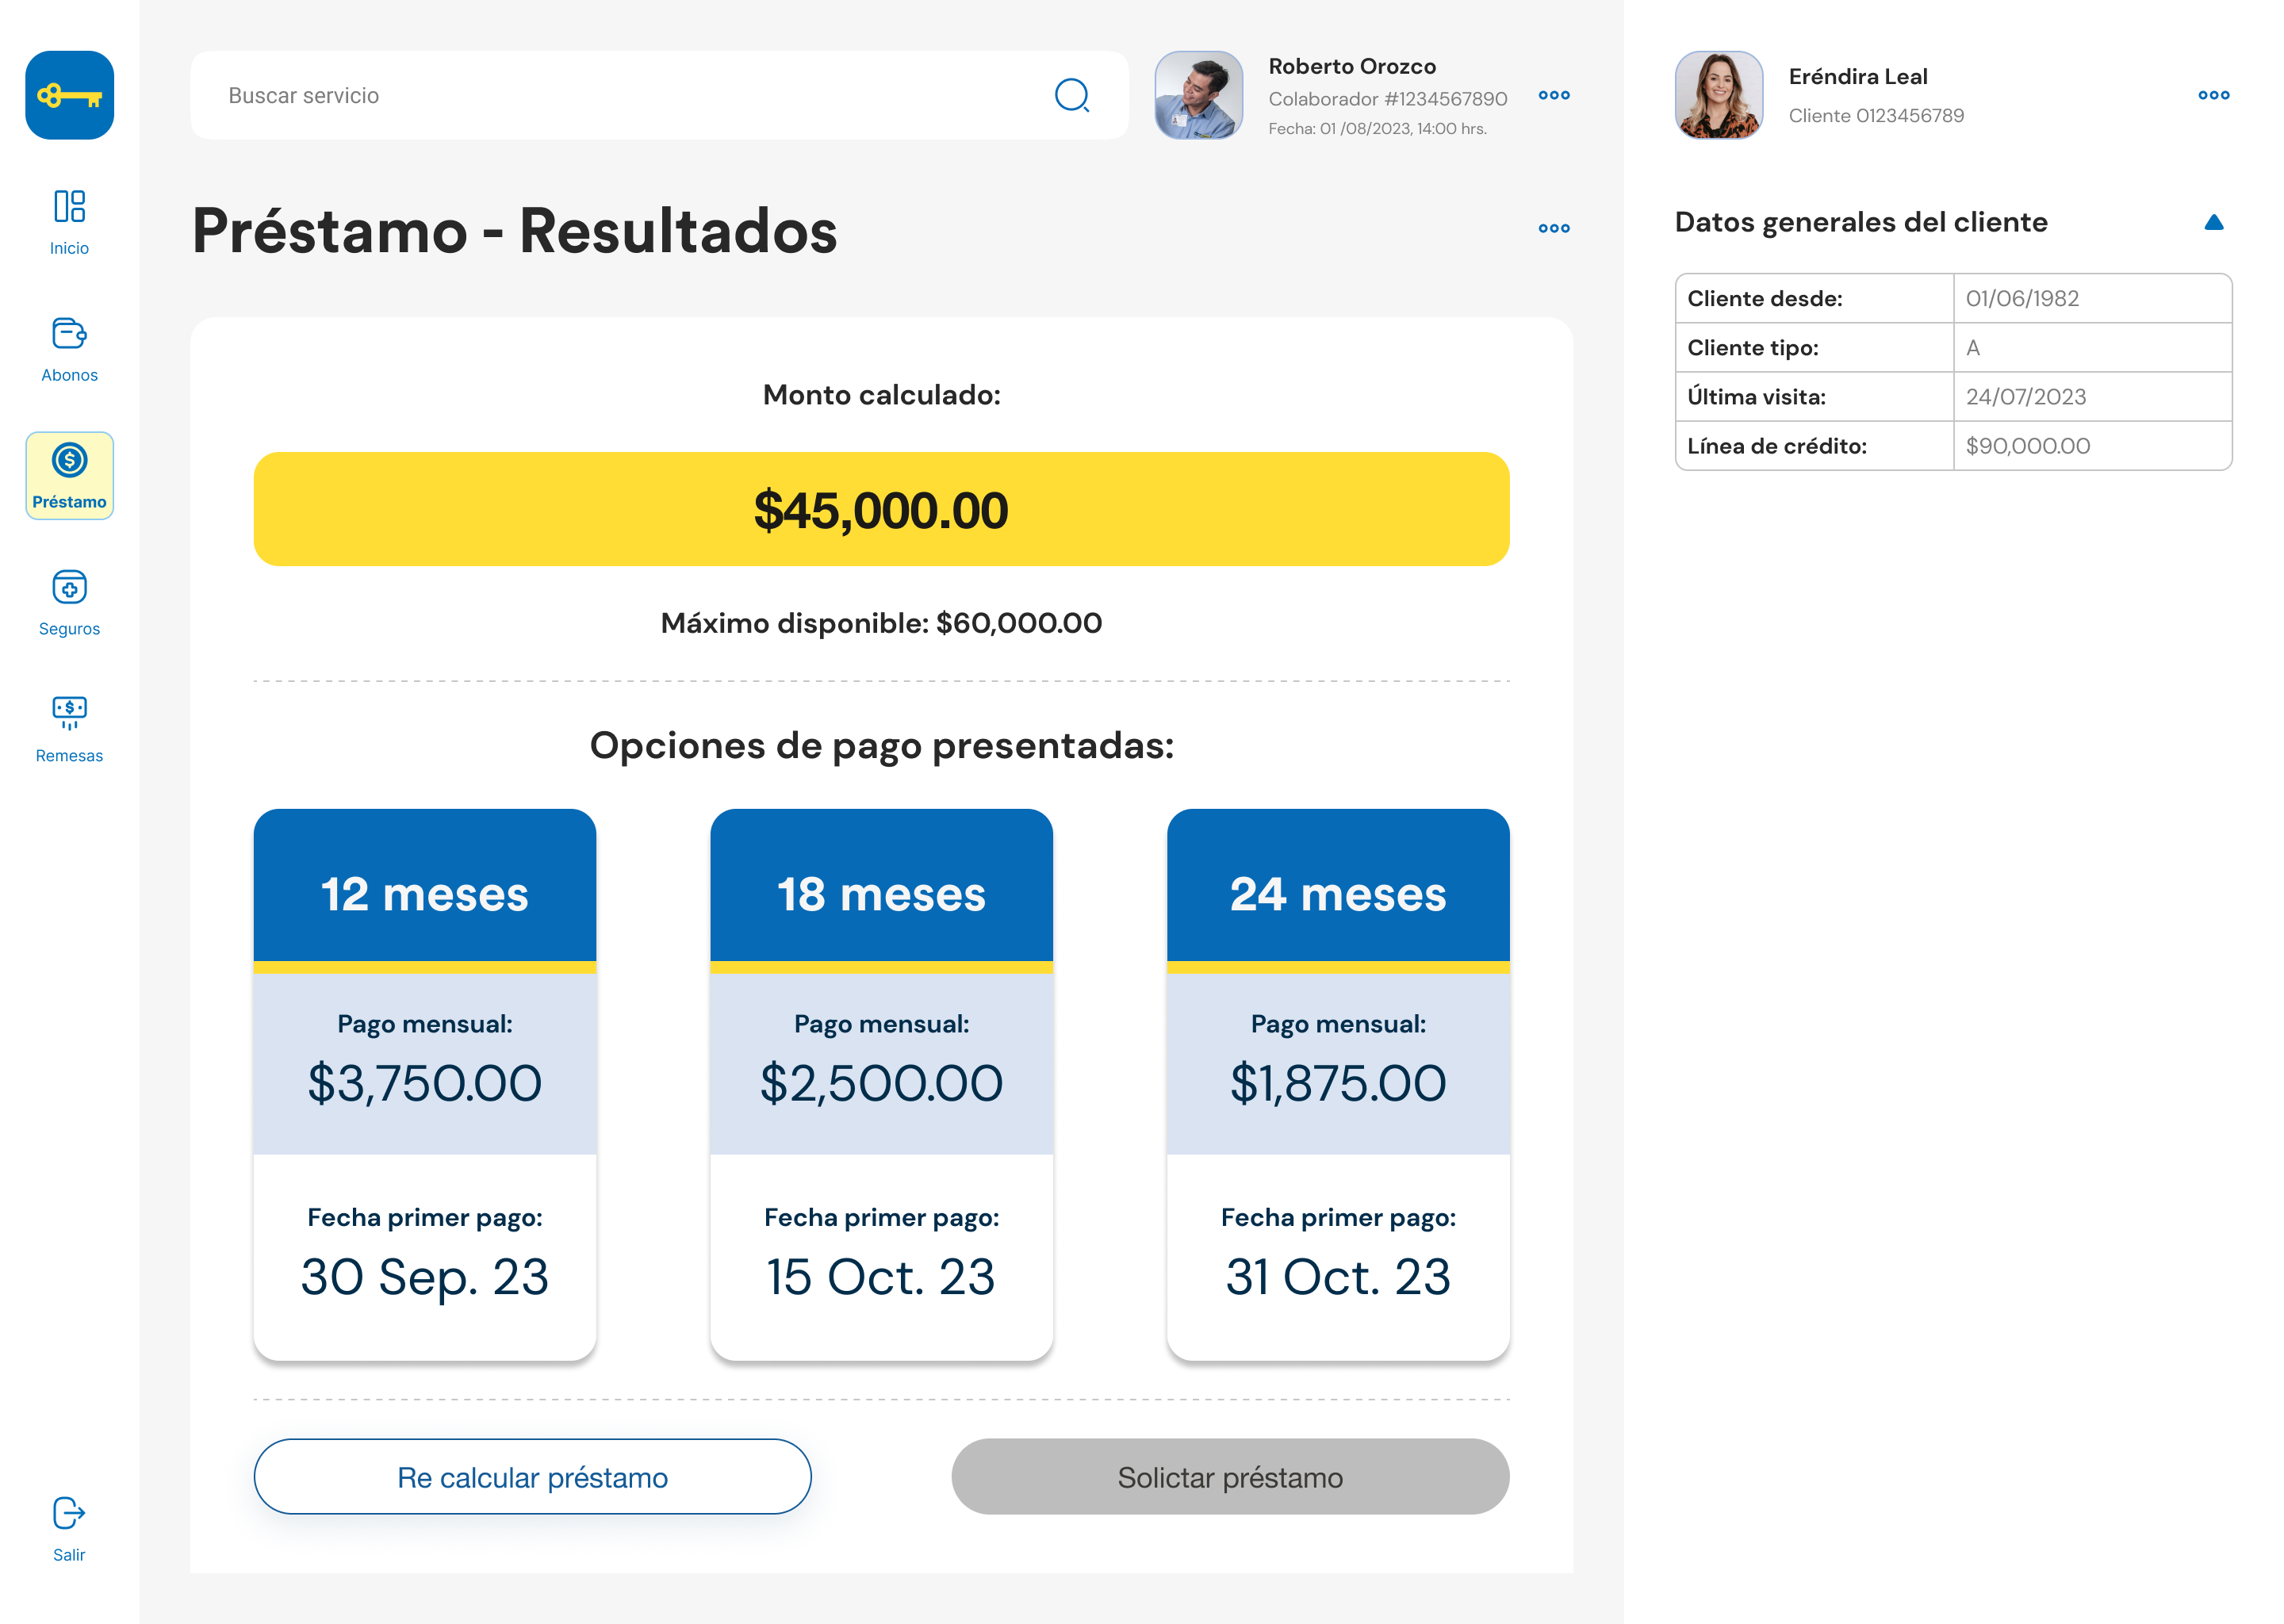 Buscar servicio
Roberto Orozco
Colaborador #1234567890
Fecha: 01 /08/2023, 14:00 hrs.
Eréndira Leal
Cliente 0123456789
Inicio
Abonos
Préstamo
Seguros
Remesas
Salir
Préstamo - Resultados
Monto calculado:
$45,000.00
Máximo disponible: $60,000.00
Opciones de pago presentadas:
12 meses
Pago mensual:
$3,750.00
Fecha primer pago:
30 Sep. 23
18 meses
Pago mensual:
$2,500.00
Fecha primer pago:
15 Oct. 23
24 meses
Pago mensual:
$1,875.00
Fecha primer pago:
31 Oct. 23
Re calcular préstamo
Solictar préstamo
Datos generales del cliente
Cliente desde: 01/06/1982
Cliente tipo: A
Última visita: 24/07/2023
Línea de crédito: $90,000.00